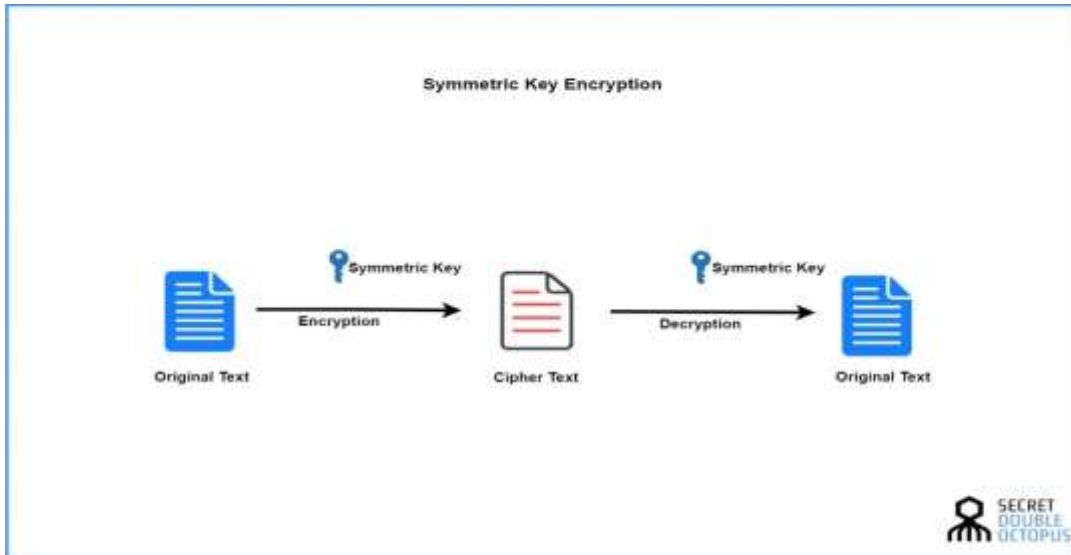 Symmetric Key Encryption
Symmetric Key
Symmetric Key
Encryption
Decryption
Original Text
Cipher Text
Original Text
SECRET
DOUBLE
OCTOPUS